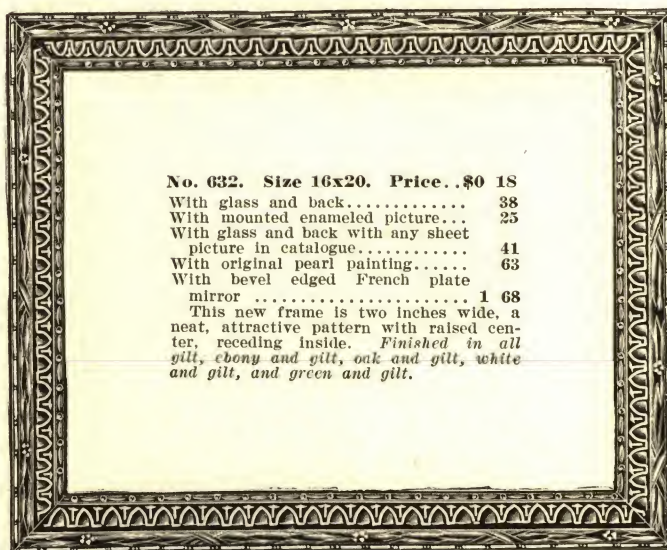 No. 632. Size 16x20. Price..$0 18
With glass and back............. 38
With mounted enameled picture... 25
With glass and back with any sheet
picture in catalogue............ 41
With original pearl painting...... 63
With bevel edged French plate
mirror ....................... 1 68
This new frame is two inches wide, a
neat, attractive pattern with raised cen-
ter, receding inside. Finished in all
gilt, ebony and gilt, oak and gilt, white
and gilt, and green and gilt.